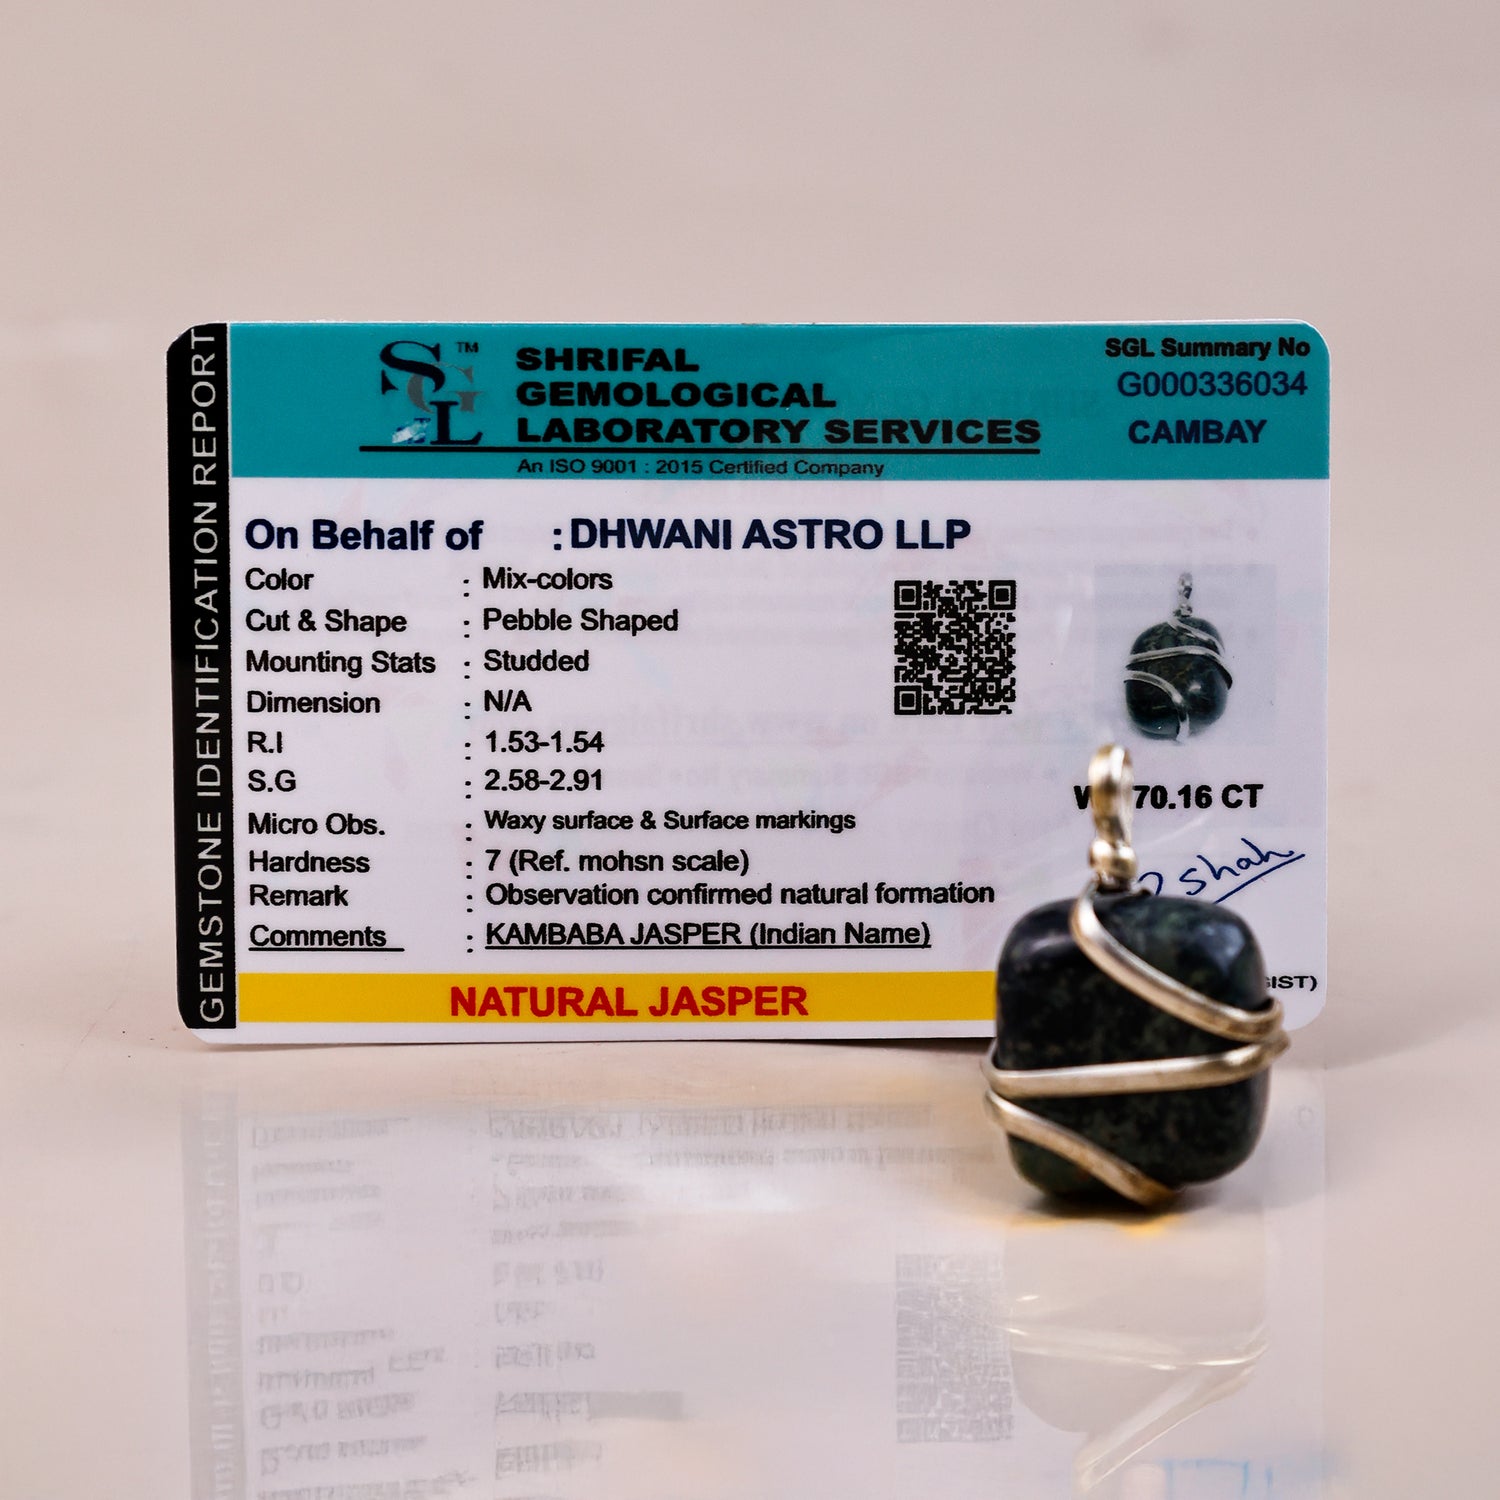 GEMSTONE IDENTIFICATION REPORT
SGL
™
SHRIFAL
GEMOLOGICAL
LABORATORY SERVICES
An ISO 9001 : 2015 Certified Company
SGL Summary No
G000336034
CAMBAY
On Behalf of : DHWANI ASTRO LLP
Color : Mix-colors
Cut & Shape : Pebble Shaped
Mounting Stats : Studded
Dimension : N/A
R.I : 1.53-1.54
S.G : 2.58-2.91
Micro Obs. : Waxy surface & Surface markings
Hardness : 7 (Ref. mohsn scale)
Remark : Observation confirmed natural formation
Comments : KAMBABA JASPER (Indian Name)
70.16 CT
shah
NATURAL JASPER